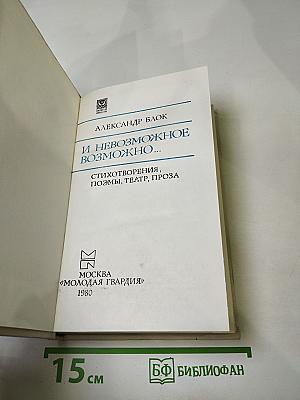 АЛЕКСАНДР БЛОК
И НЕВОЗМОЖНОЕ
ВОЗМОЖНО...
СТИХОТВОРЕНИЯ,
ПОЭМЫ, ТЕАТР, ПРОЗА
МОСКВА
«МОЛОДАЯ ГВАРДИЯ»
1980
15 см
БФ БИБЛИОФАН